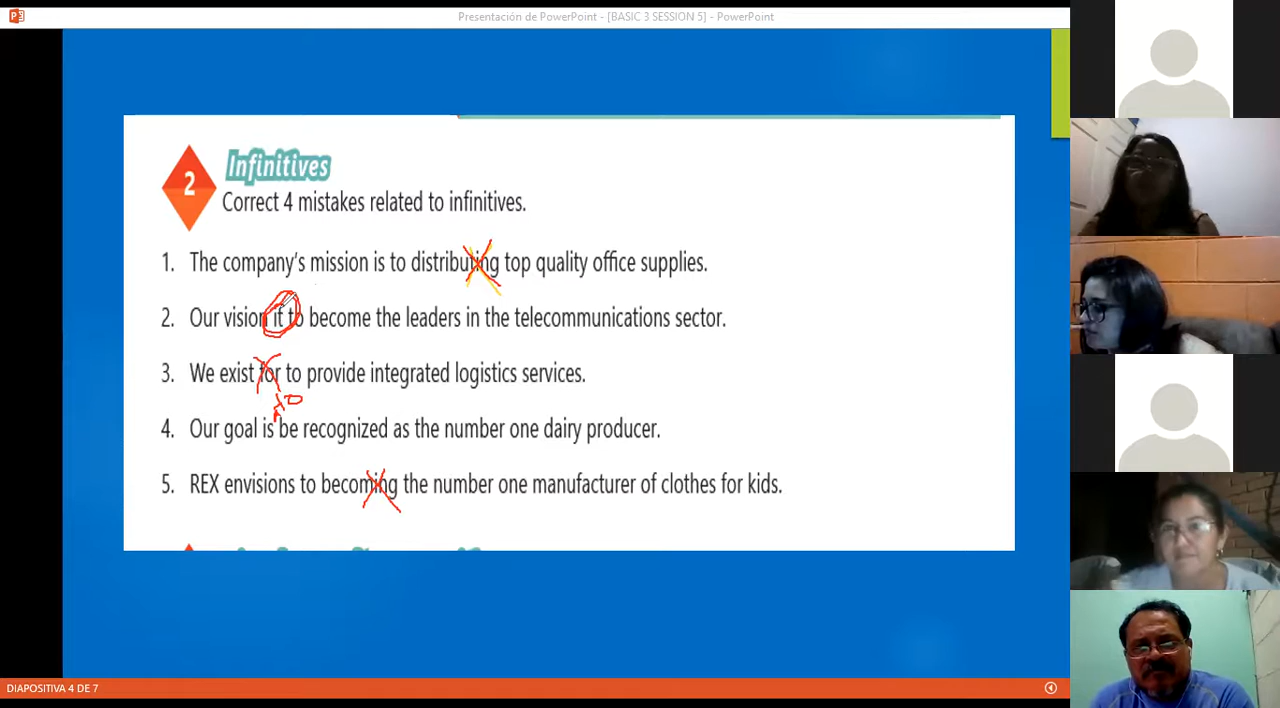 Presentación de PowerPoint - [BASIC 3 SESSION 5] - PowerPoint
2 Infinitives
Correct 4 mistakes related to infinitives.
1. The company's mission is to distributing top quality office supplies.
2. Our vision it to become the leaders in the telecommunications sector.
3. We exist for to provide integrated logistics services.
to
4. Our goal is be recognized as the number one dairy producer.
5. REX envisions to becoming the number one manufacturer of clothes for kids.
DIAPOSITIVA 4 DE 7